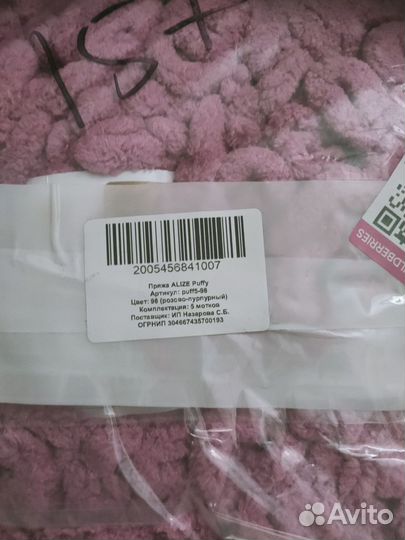 2005456841007
Пряжа ALIZE Puffy
Артикул: puff5-98
Цвет: 98 (розово-пурпурный)
Комплектация: 5 мотков
Поставщик: ИП Назарова С.Б.
ОГРНИП 304667435700193
WILDBERRIES
Avito